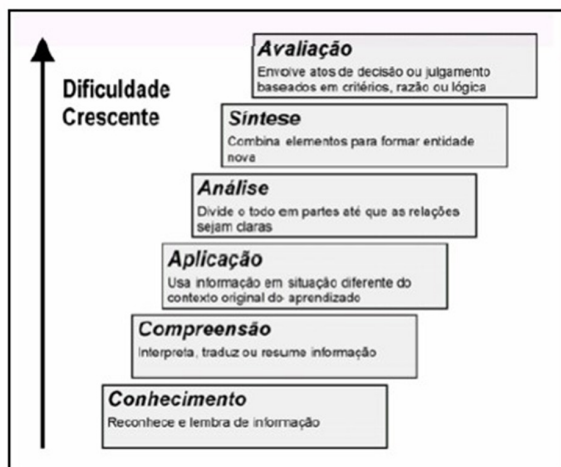 Dificuldade
Crescente
Avaliação
Envolve atos de decisão ou julgamento
baseados em critérios, razão ou lógica
Síntese
Combina elementos para formar entidade
nova
Análise
Divide o todo em partes até que as relações
sejam claras
Aplicação
Usa informação em situação diferente do
contexto original do aprendizado
Compreensão
Interpreta, traduz ou resume informação
Conhecimento
Reconhece e lembra de informação